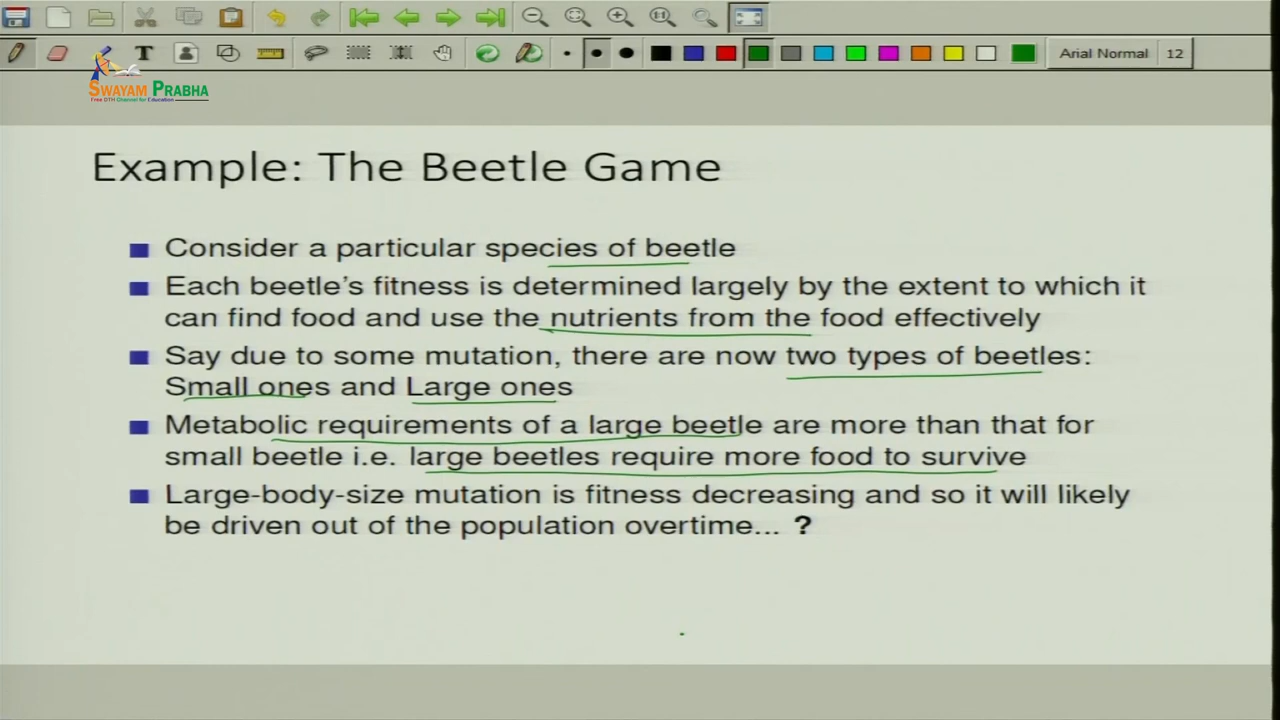 T
Arial Normal 12
SWAYAM PRABHA
Free DTH Channel for Education
Example: The Beetle Game
Consider a particular species of beetle
Each beetle's fitness is determined largely by the extent to which it
can find food and use the nutrients from the food effectively
Say due to some mutation, there are now two types of beetles:
Small ones and Large ones
Metabolic requirements of a large beetle are more than that for
small beetle i.e. large beetles require more food to survive
Large-body-size mutation is fitness decreasing and so it will likely
be driven out of the population overtime... ?